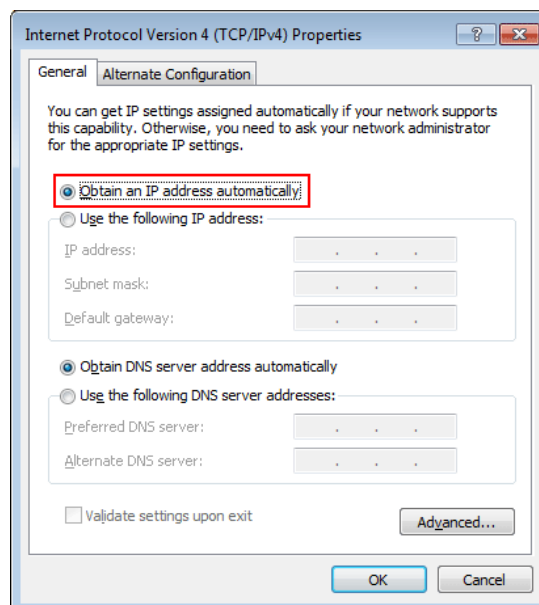 Internet Protocol Version 4 (TCP/IPv4) Properties
General
Alternate Configuration
You can get IP settings assigned automatically if your network supports
this capability. Otherwise, you need to ask your network administrator
for the appropriate IP settings.
Obtain an IP address automatically
Use the following IP address:
IP address:
Subnet mask:
Default gateway:
Obtain DNS server address automatically
Use the following DNS server addresses:
Preferred DNS server:
Alternate DNS server:
Validate settings upon exit
Advanced...
OK
Cancel